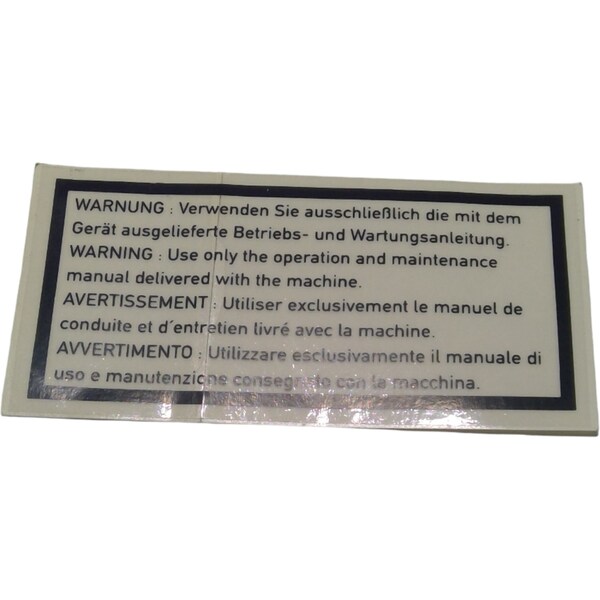 WARNUNG : Verwenden Sie ausschließlich die mit dem
Gerät ausgelieferte Betriebs- und Wartungsanleitung.
WARNING : Use only the operation and maintenance
manual delivered with the machine.
AVERTISSEMENT : Utiliser exclusivement le manuel de
conduite et d´entretien livré avec la machine.
AVVERTIMENTO : Utilizzare esclusivamente il manuale di
uso e manutenzione consegnato con la macchina.